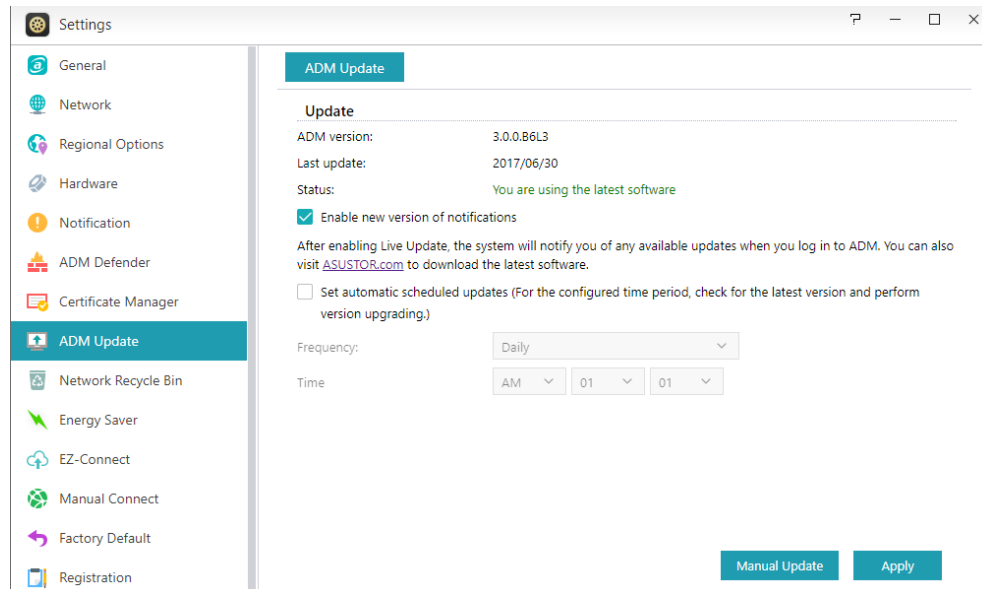 Settings
General
Network
Regional Options
Hardware
Notification
ADM Defender
Certificate Manager
ADM Update
Network Recycle Bin
Energy Saver
EZ-Connect
Manual Connect
Factory Default
Registration
ADM Update
Update
ADM version: 3.0.0.B6L3
Last update: 2017/06/30
Status: You are using the latest software
Enable new version of notifications
After enabling Live Update, the system will notify you of any available updates when you log in to ADM. You can also
visit ASUSTOR.com to download the latest software.
Set automatic scheduled updates (For the configured time period, check for the latest version and perform
version upgrading.)
Frequency: Daily
Time AM 01 01
Manual Update Apply